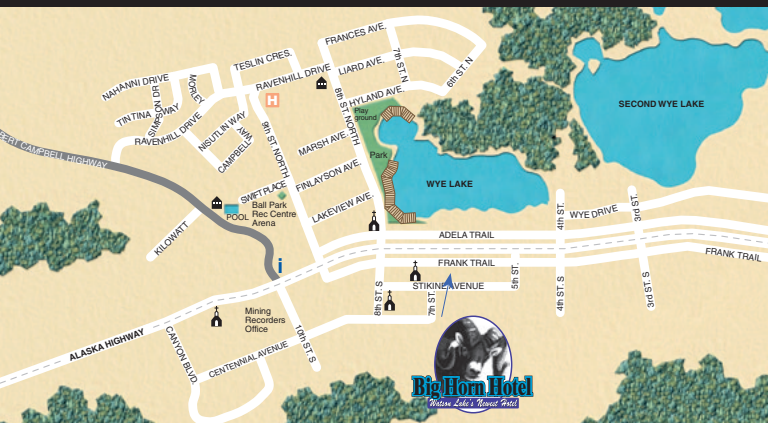 FRANCES AVE.
TESLIN CRES.
7th ST. N
LIARD AVE.
6th ST. N
NAHANNI DRIVE
MORLEY
RAVENHILL DRIVE
HYLAND AVE.
H
SIMPSON DR
TINTINA WAY
8th ST. NORTH
Play
ground
SECOND WYE LAKE
RAVENHILL DRIVE
NISUTLIN WAY
9th ST. NORTH
MARSH AVE.
CAMPBELL WAY
Park
BERT CAMPBELL HIGHWAY
FINLAYSON AVE.
WYE LAKE
SWIFT PLACE
POOL
Ball Park
Rec Centre
Arena
LAKEVIEW AVE.
4th ST.
WYE DRIVE
3rd ST.
KILOWATT
ADELA TRAIL
i
FRANK TRAIL
FRANK TRAIL
8th ST. S
STIKINE AVENUE
7th ST.
5th ST.
4th ST. S
3rd ST. S
Mining
Recorders
Office
ALASKA HIGHWAY
CANYON BLVD.
CENTENNIAL AVENUE
10th ST. S
Big Horn Hotel
Watson Lake's Newest Hotel